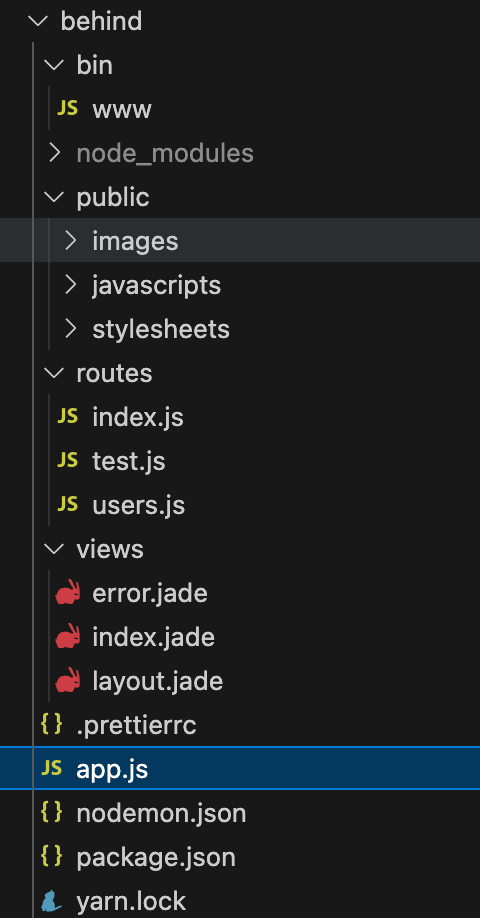 behind
bin
JS www
node_modules
public
images
javascripts
stylesheets
routes
JS index.js
JS test.js
JS users.js
views
error.jade
index.jade
layout.jade
{} .prettierrc
JS app.js
{} nodemon.json
{} package.json
yarn.lock